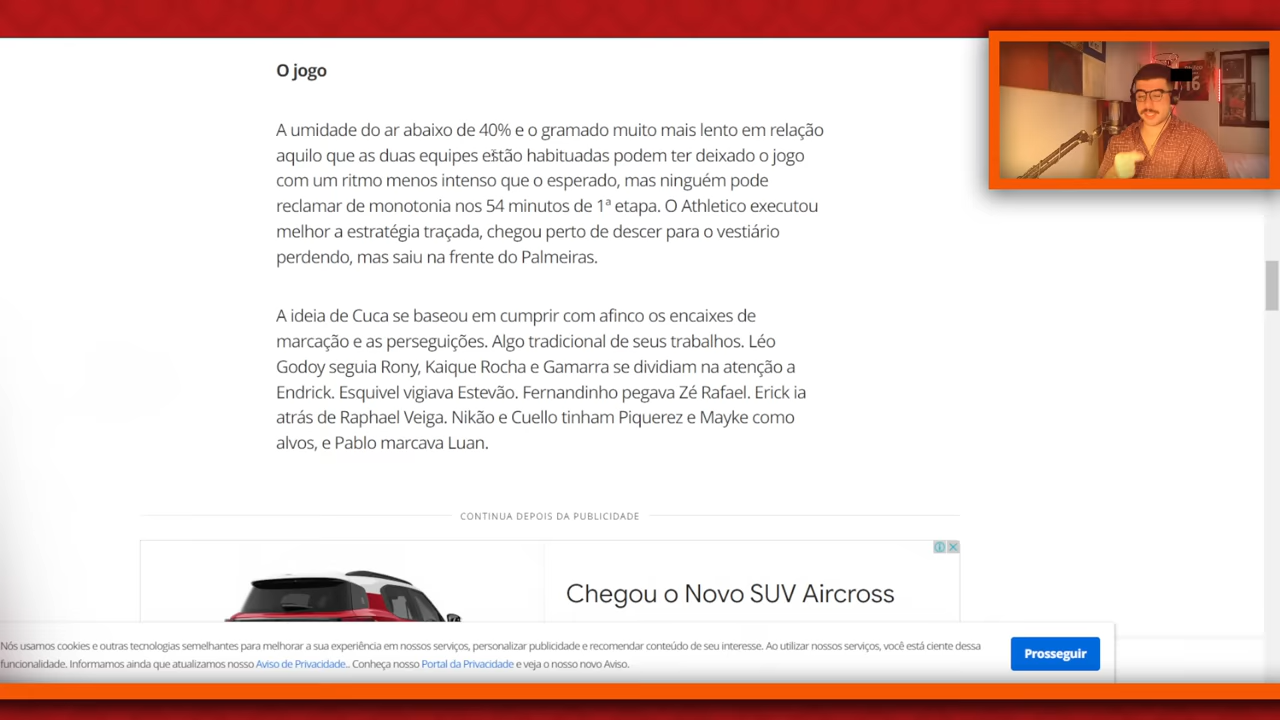 O jogo
A umidade do ar abaixo de 40% e o gramado muito mais lento em relação
aquilo que as duas equipes estão habituadas podem ter deixado o jogo
com um ritmo menos intenso que o esperado, mas ninguém pode
reclamar de monotonia nos 54 minutos de 1ª etapa. O Athletico executou
melhor a estratégia traçada, chegou perto de descer para o vestiário
perdendo, mas saiu na frente do Palmeiras.
A ideia de Cuca se baseou em cumprir com afinco os encaixes de
marcação e as perseguições. Algo tradicional de seus trabalhos. Léo
Godoy seguia Rony, Kaique Rocha e Gamarra se dividiam na atenção a
Endrick. Esquivel vigiava Estevão. Fernandinho pegava Zé Rafael. Erick ia
atrás de Raphael Veiga. Nikão e Cuello tinham Piquerez e Mayke como
alvos, e Pablo marcava Luan.
CONTINUA DEPOIS DA PUBLICIDADE
Chegou o Novo SUV Aircross
Nós usamos cookies e outras tecnologias semelhantes para melhorar a sua experiência em nossos serviços, personalizar publicidade e recomendar conteúdo de seu interesse. Ao utilizar nossos serviços, você está ciente dessa
funcionalidade. Informamos ainda que atualizamos nosso Aviso de Privacidade.. Conheça nosso Portal da Privacidade e veja o nosso novo Aviso.
Prosseguir
16